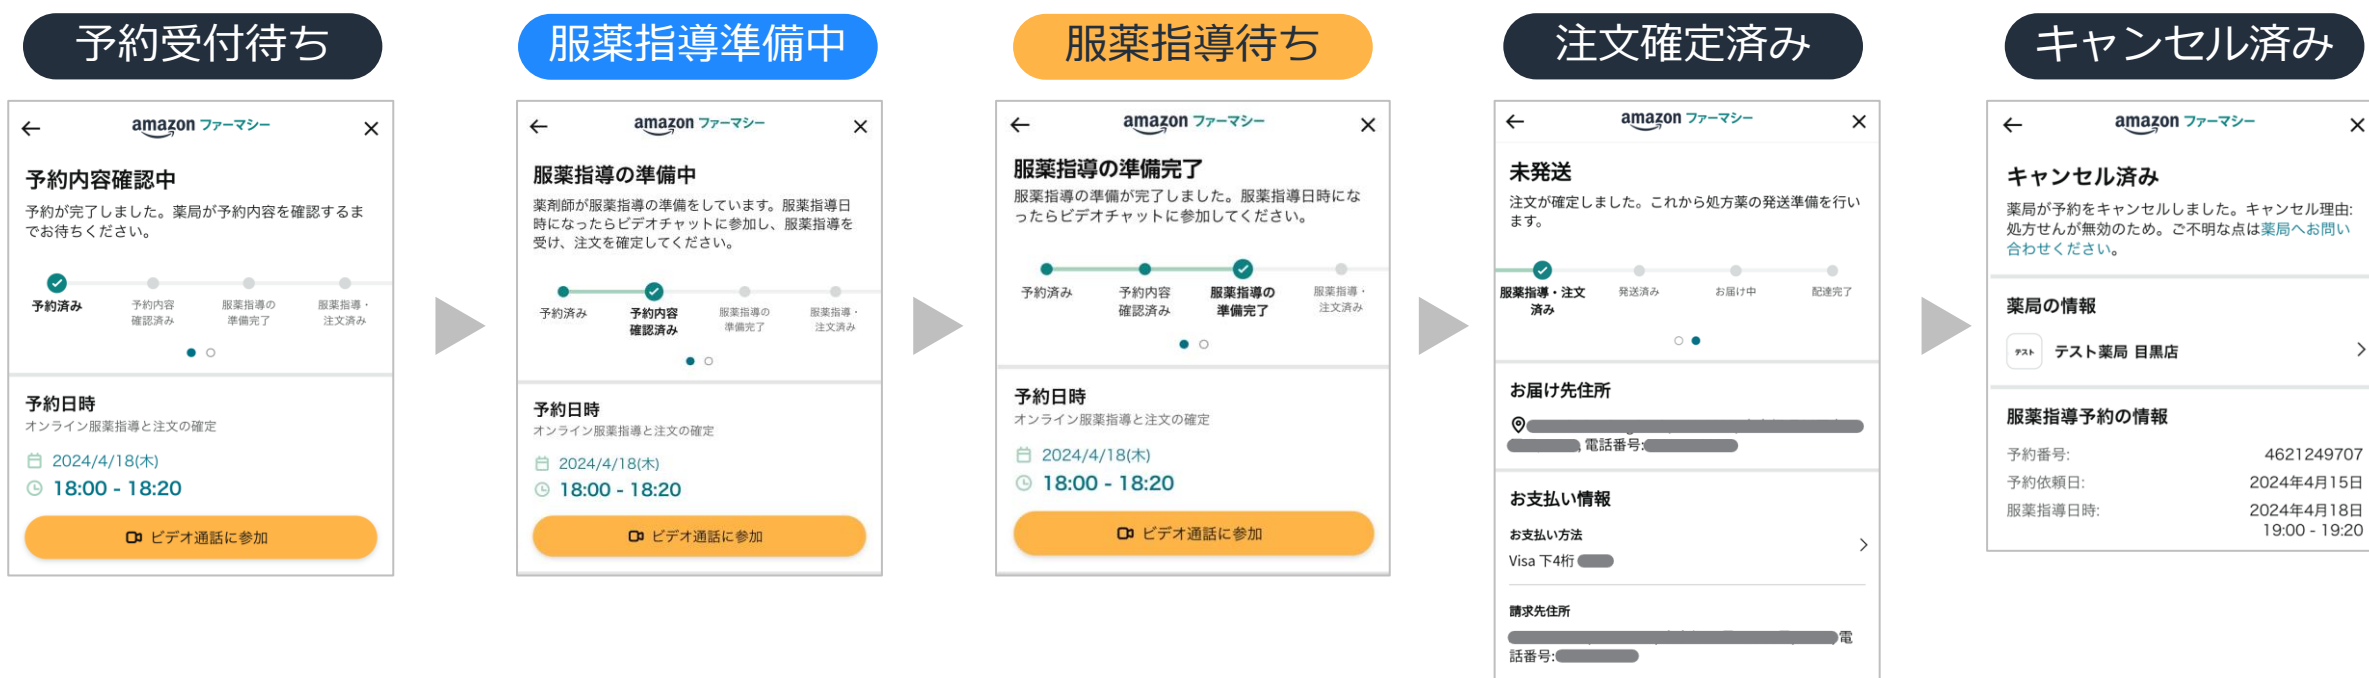 予約受付待ち
amazon ファーマシー
予約内容確認中
予約が完了しました。薬局が予約内容を確認するま
でお待ちください。
予約済み
予約内容
確認済み
服薬指導の
準備完了
服薬指導・
注文済み
予約日時
オンライン服薬指導と注文の確定
2024/4/18(木)
18:00 - 18:20
ビデオ通話に参加
服薬指導準備中
amazon ファーマシー
服薬指導の準備中
薬剤師が服薬指導の準備をしています。服薬指導日
時になったらビデオチャットに参加し、服薬指導を
受け、注文を確定してください。
予約済み
予約内容
確認済み
服薬指導の
準備完了
服薬指導・
注文済み
予約日時
オンライン服薬指導と注文の確定
2024/4/18(木)
18:00 - 18:20
ビデオ通話に参加
服薬指導待ち
amazon ファーマシー
服薬指導の準備完了
服薬指導の準備が完了しました。服薬指導日時にな
ったらビデオチャットに参加してください。
予約済み
予約内容
確認済み
服薬指導の
準備完了
服薬指導・
注文済み
予約日時
オンライン服薬指導と注文の確定
2024/4/18(木)
18:00 - 18:20
ビデオ通話に参加
注文確定済み
amazon ファーマシー
未発送
注文が確定しました。これから処方薬の発送準備を行い
ます。
服薬指導・注文
済み
発送済み
お届け中
配達完了
お届け先住所
, 電話番号:
お支払い情報
お支払い方法
Visa 下4桁
請求先住所
電
話番号:
キャンセル済み
amazon ファーマシー
キャンセル済み
薬局が予約をキャンセルしました。キャンセル理由:
処方せんが無効のため。ご不明な点は薬局へお問い
合わせください。
薬局の情報
テスト
テスト薬局 目黒店
服薬指導予約の情報
予約番号: 4621249707
予約依頼日: 2024年4月15日
服薬指導日時: 2024年4月18日
19:00 - 19:20